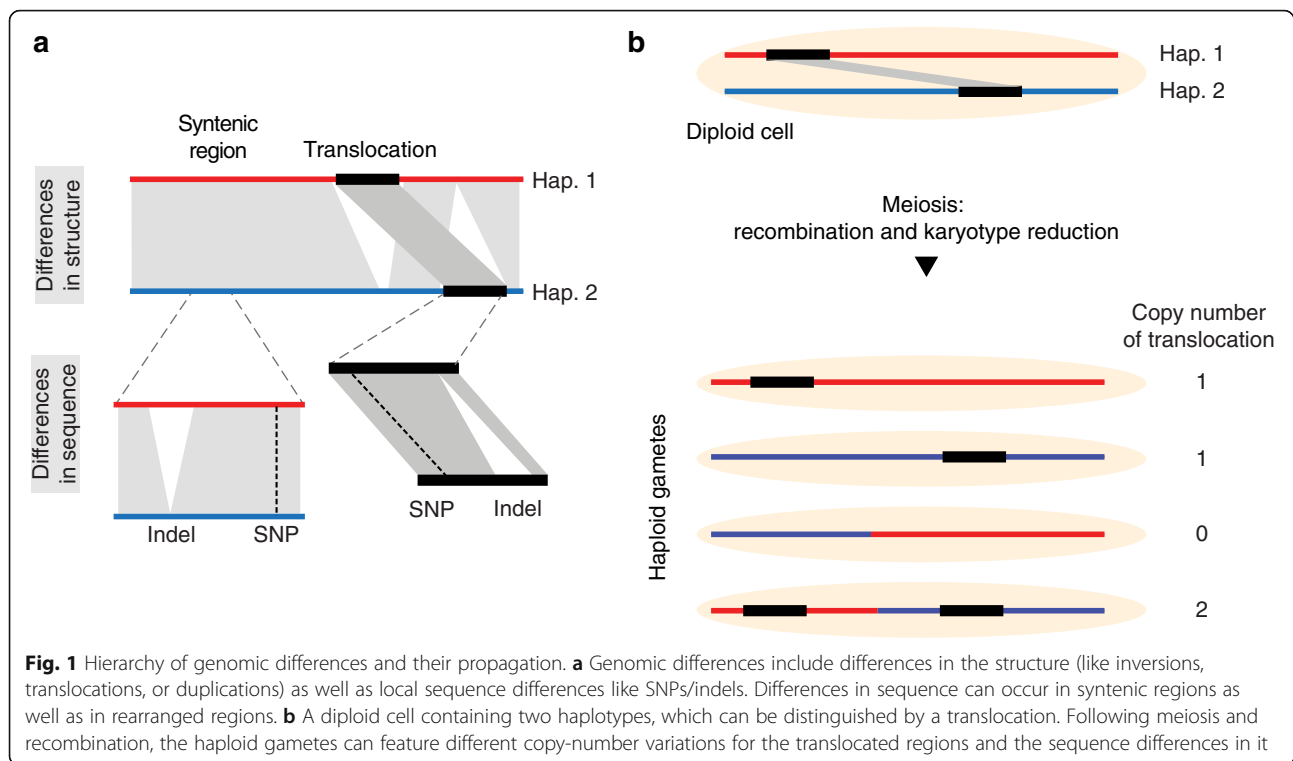 a
Syntenic
region
Translocation
Hap. 1
Differences
in structure
Hap. 2
Differences
in sequence
Indel
SNP
SNP
Indel
b
Hap. 1
Hap. 2
Diploid cell
Meiosis:
recombination and karyotype reduction
Copy number
of translocation
Haploid gametes
1
1
0
2
Fig. 1 Hierarchy of genomic differences and their propagation. a Genomic differences include differences in the structure (like inversions,
translocations, or duplications) as well as local sequence differences like SNPs/indels. Differences in sequence can occur in syntenic regions as
well as in rearranged regions. b A diploid cell containing two haplotypes, which can be distinguished by a translocation. Following meiosis and
recombination, the haploid gametes can feature different copy-number variations for the translocated regions and the sequence differences in it